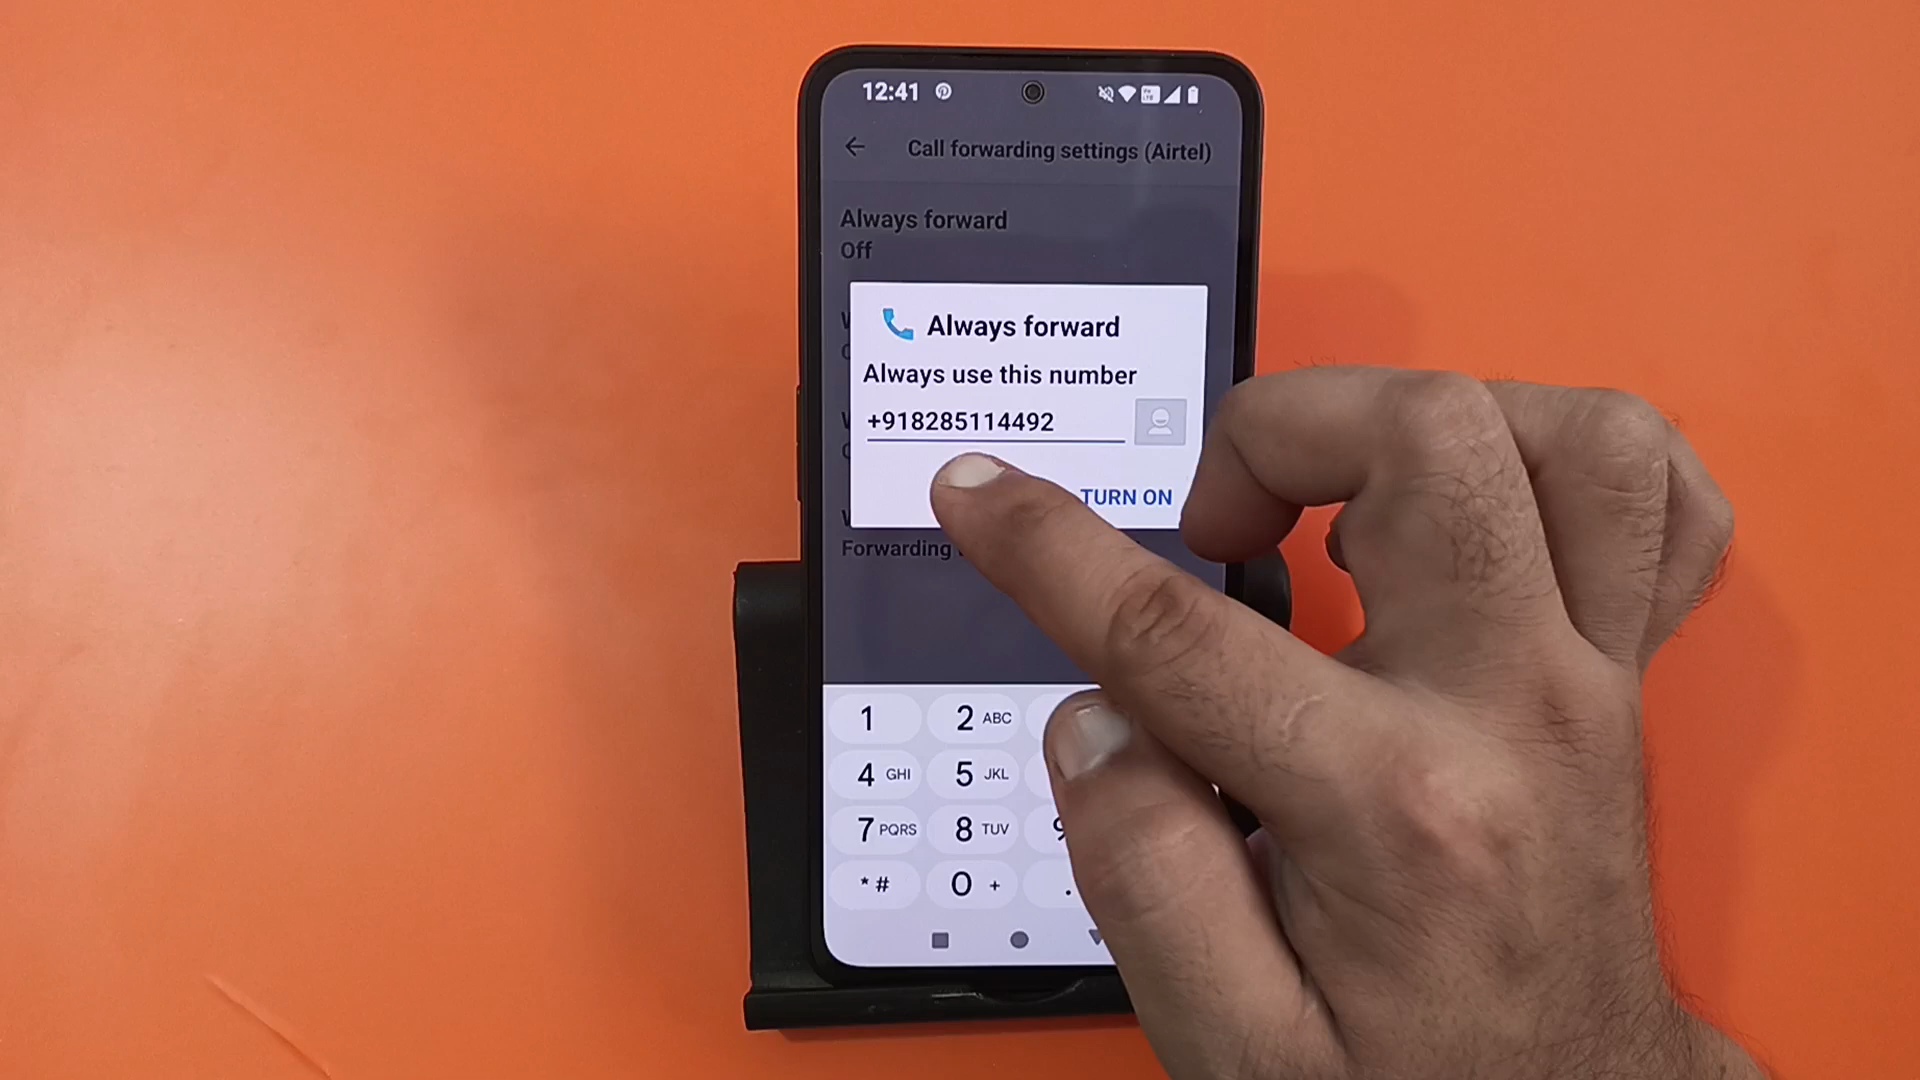 12:41
Call forwarding settings (Airtel)
Always forward
Off
Always forward
Always use this number
+918285114492
TURN ON
Forwarding
1
2 ABC
4 GHI
5 JKL
7 PQRS
8 TUV
9
* #
0 +
.